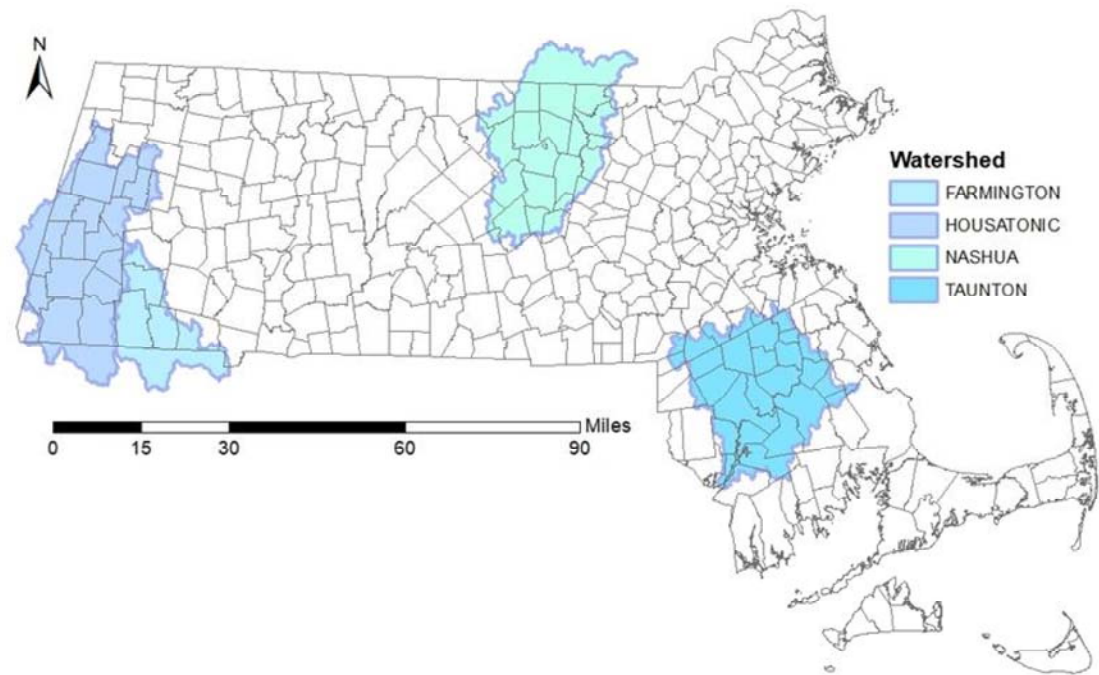 N
Watershed
FARMINGTON
HOUSATONIC
NASHUA
TAUNTON
Miles
0 15 30 60 90